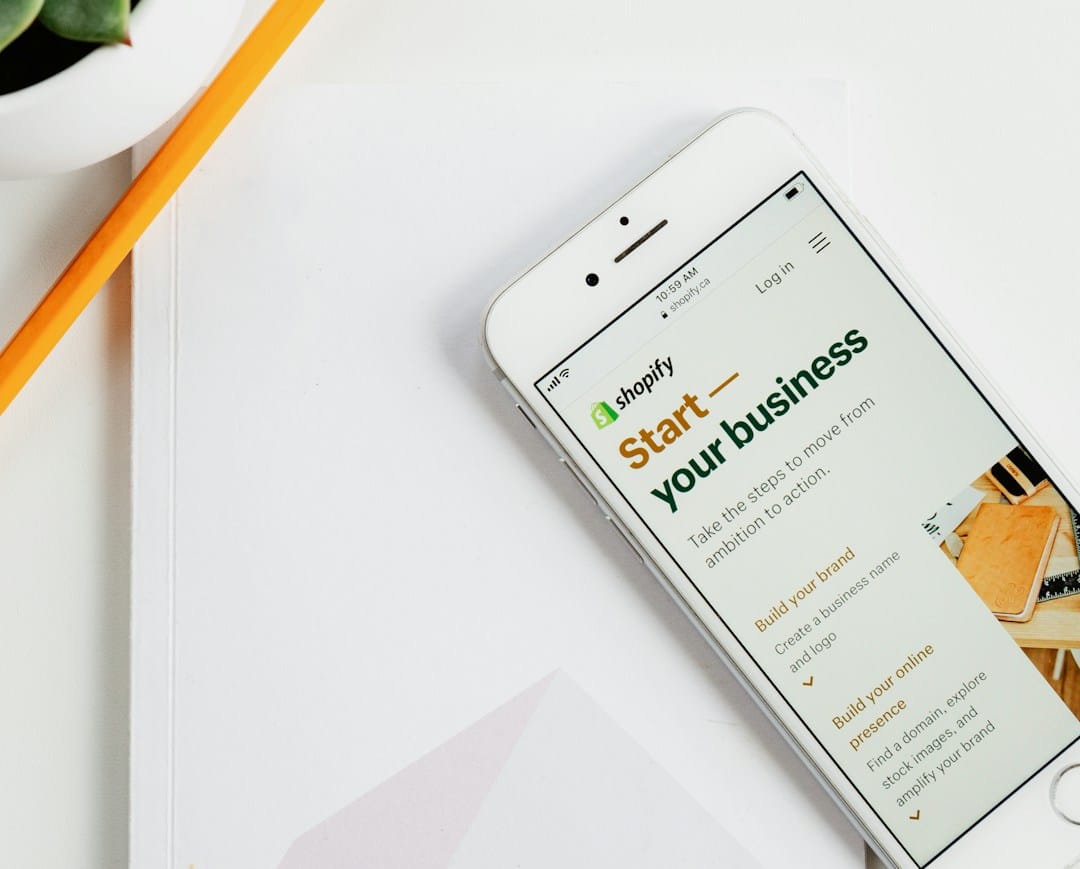 10:59 AM
shopify.ca
Log in
shopify
Start —
your business
Take the steps to move from
ambition to action.
Build your brand
Create a business name
and logo
Build your online
presence
Find a domain, explore
stock images, and
amplify your brand